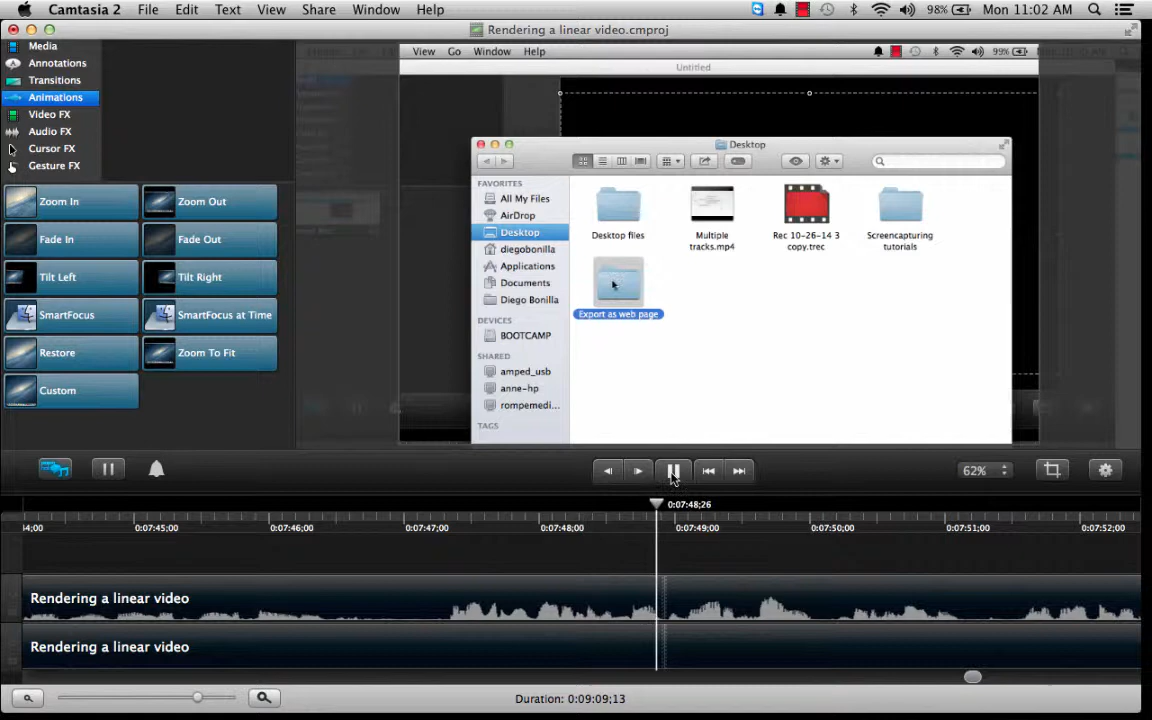 Camtasia 2 File Edit Text View Share Window Help 98% Mon 11:02 AM
Rendering a linear video.cmproj
Media
Annotations
Transitions
Animations
Video FX
Audio FX
Cursor FX
Gesture FX
Zoom In Zoom Out
Fade In Fade Out
Tilt Left Tilt Right
SmartFocus SmartFocus at Time
Restore Zoom To Fit
Custom
View Go Window Help 99%
Untitled
Desktop
FAVORITES
All My Files
AirDrop
Desktop
diegobonilla
Applications
Documents
Diego Bonilla
DEVICES
BOOTCAMP
SHARED
amped_usb
anne-hp
rompemedi...
TAGS
Desktop files
Multiple
tracks.mp4
Rec 10-26-14 3
copy.trec
Screencapturing
tutorials
Export as web page
62%
0:07:48;26
44;00 0:07:45;00 0:07:46;00 0:07:47;00 0:07:48;00 0:07:49;00 0:07:50;00 0:07:51;00 0:07:52;00
Rendering a linear video
Rendering a linear video
Duration: 0:09:09;13